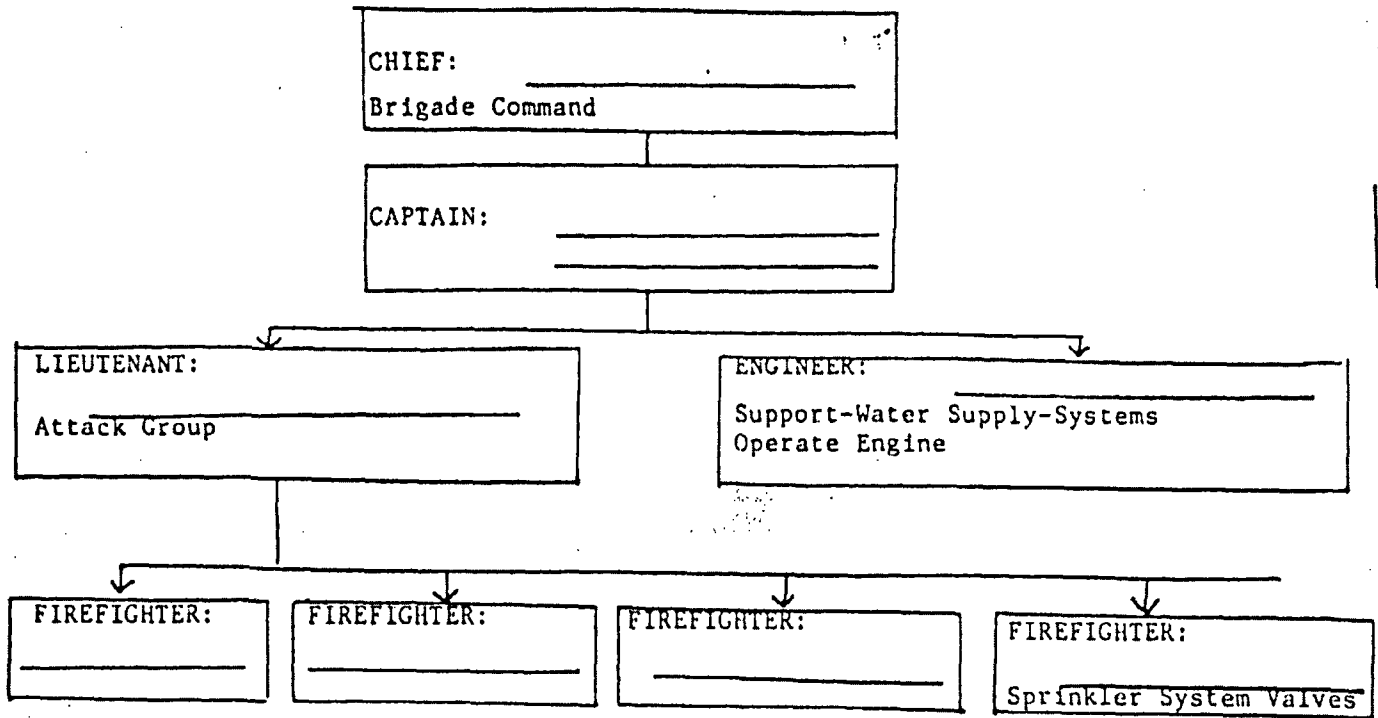 CHIEF:
Brigade Command
CAPTAIN:
LIEUTENANT:
Attack Group
ENGINEER:
Support-Water Supply-Systems
Operate Engine
FIREFIGHTER:
FIREFIGHTER:
FIREFIGHTER:
FIREFIGHTER:
Sprinkler System Valves